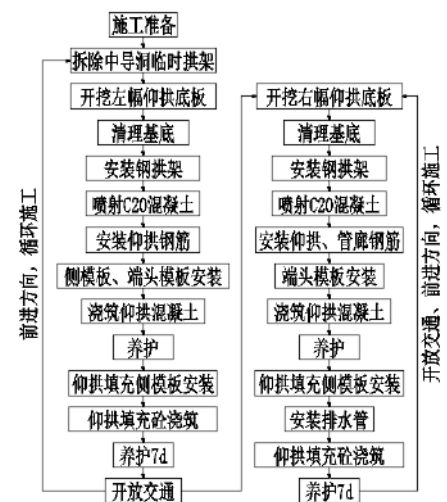 施工准备
拆除中导洞临时拱架
开挖左幅仰拱底板
清理基底
安装钢拱架
喷射C20混凝土
安装仰拱钢筋
侧模板、端头模板安装
浇筑仰拱混凝土
养护
仰拱填充侧模板安装
仰拱填充砼浇筑
养护7d
开放交通
前进方向，循环施工
开挖右幅仰拱底板
清理基底
安装钢拱架
喷射C20混凝土
安装仰拱、管廊钢筋
端头模板安装
浇筑仰拱混凝土
养护
仰拱填充侧模板安装
安装排水管
仰拱填充砼浇筑
养护7d
开放交通、前进方向，循环施工